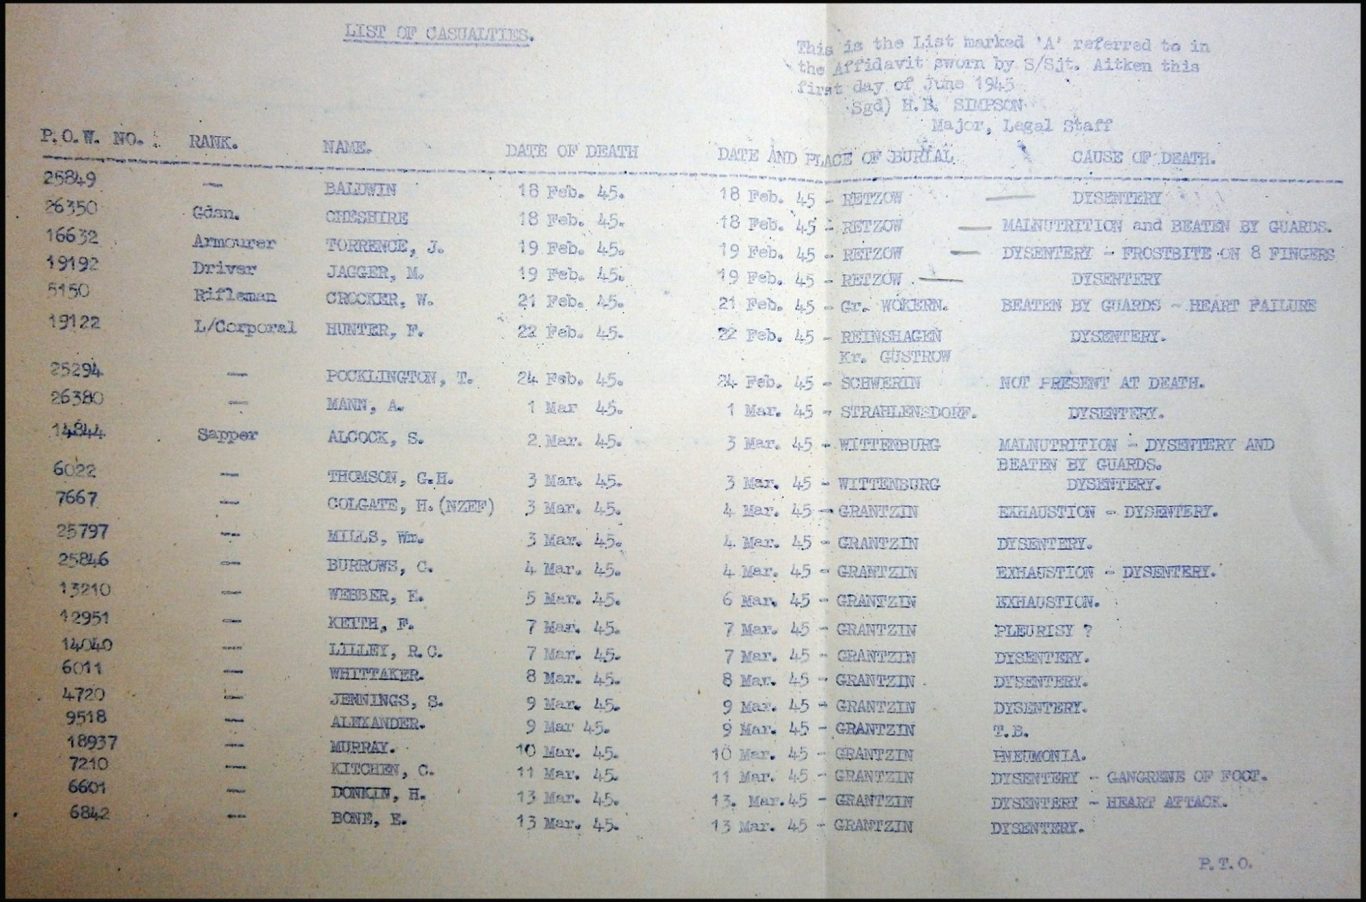 LIST OF CASUALTIES.
This is the List marked 'A' referred to in
the Affidavit sworn by S/Sjt. Aitken this
first day of June 1945
Sgd) H.R. SIMPSON
Major, Legal Staff
P.O.W. NO. RANK. NAME. DATE OF DEATH DATE AND PLACE OF BURIAL CAUSE OF DEATH.
25849 - BALDWIN 18 Feb. 45. 18 Feb. 45 - RETZOW - DYSENTERY
26350 Gdsn. CHESHIRE 18 Feb. 45. 18 Feb. 45 - RETZOW - MALNUTRITION and BEATEN BY GUARDS.
16632 Armourer TORRENCE, J. 19 Feb. 45. 19 Feb. 45 - RETZOW - DYSENTERY - FROSTBITE ON 8 FINGERS
19192 Driver JAGGER, M. 19 Feb. 45. 19 Feb. 45 - RETZOW. - DYSENTERY
5150 Rifleman CROCKER, W. 21 Feb. 45. 21 Feb. 45 - Gr. WOKERN. BEATEN BY GUARDS - HEART FAILURE
19122 L/Corporal HUNTER, F. 22 Feb. 45. 22 Feb. 45 - REINSHAGEN DYSENTERY.
Kr. GUSTROW
25294 - POCKLINGTON, T. 24 Feb. 45. 24 Feb. 45 - SCHWERIN NOT PRESENT AT DEATH.
26380 - MANN, A. 1 Mar 45. 1 Mar. 45 - STRAHLENSDORF. DYSENTERY.
14844 Sapper ALCOCK, S. 2 Mar. 45. 3 Mar. 45 - WITTENBURG MALNUTRITION - DYSENTERY AND
BEATEN BY GUARDS.
6022 - THOMSON, G.H. 3 Mar. 45. 3 Mar. 45 - WITTENBURG DYSENTERY.
7667 - COLGATE, H. (NZEF) 3 Mar. 45. 4 Mar. 45 - GRANTZIN EXHAUSTION - DYSENTERY.
25797 - MILLS, Wm. 3 Mar. 45. 4 Mar. 45 - GRANTZIN DYSENTERY.
25846 - BURROWS, C. 4 Mar. 45. 4 Mar. 45 - GRANTZIN EXHAUSTION - DYSENTERY.
13210 - WEBBER, E. 5 Mar. 45. 6 Mar. 45 - GRANTZIN EXHAUSTION.
12951 - KEITH, F. 7 Mar. 45. 7 Mar. 45 - GRANTZIN PLEURISY ?
14040 - LILLEY, R.C. 7 Mar. 45. 7 Mar. 45 - GRANTZIN DYSENTERY.
6011 - WHITTAKER. 8 Mar. 45. 8 Mar. 45 - GRANTZIN. DYSENTERY.
4720 - JENNINGS, S. 9 Mar. 45. 9 Mar. 45 - GRANTZIN DYSENTERY.
9518 - ALEXANDER. 9 Mar 45. 9 Mar. 45 - GRANTZIN T.B.
18937 - MURRAY. 10 Mar. 45. 10 Mar. 45 - GRANTZIN PNEUMONIA.
7210 - KITCHEN, C. 11 Mar. 45. 11 Mar. 45 - GRANTZIN DYSENTERY - GANGRENE OF FOOT.
6601 - DONKIN, H. 13 Mar. 45. 13. Mar.45 - GRANTZIN DYSENTERY - HEART ATTACK.
6842 - BONE, E. 13 Mar. 45. 13 Mar. 45 - GRANTZIN DYSENTERY.
P.T.O.